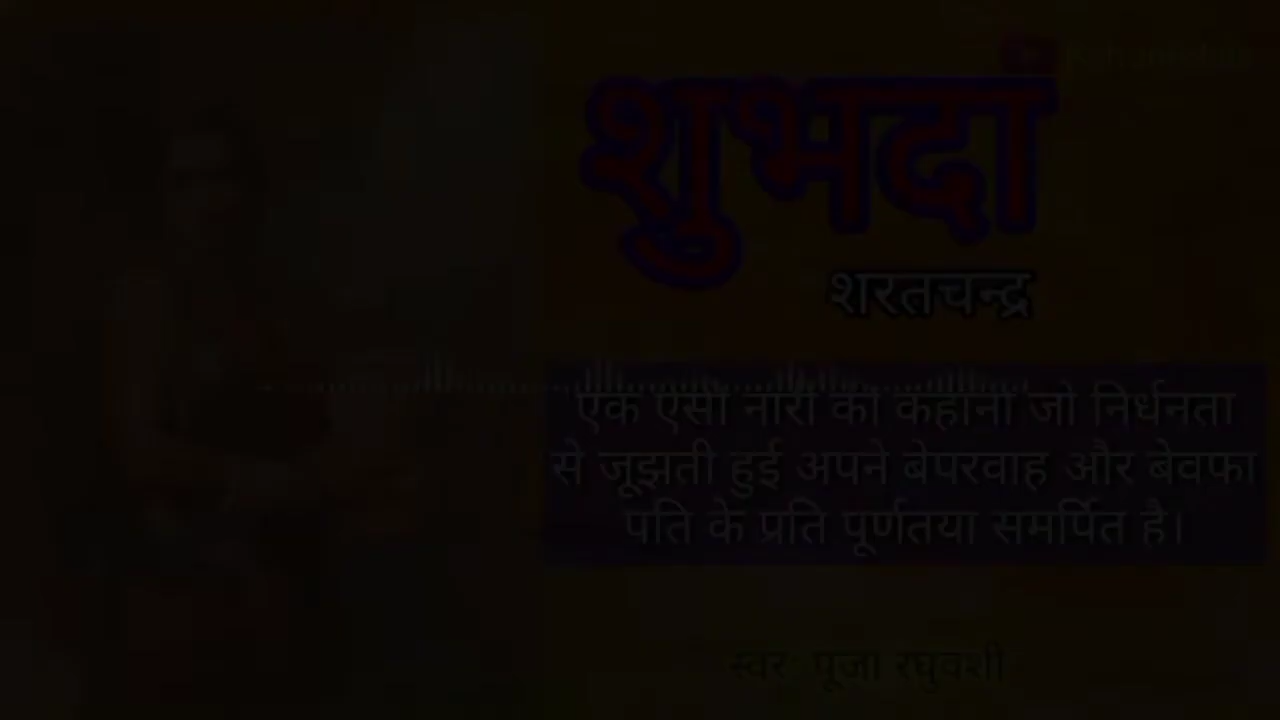 शुभदा
शरतचन्द्र
एक ऐसी नारी की कहानी जो निर्धनता
से जूझती हुई अपने बेपरवाह और बेवफा
पति के प्रति पूर्णतया समर्पित है।
स्वर पूजा रघुवंशी